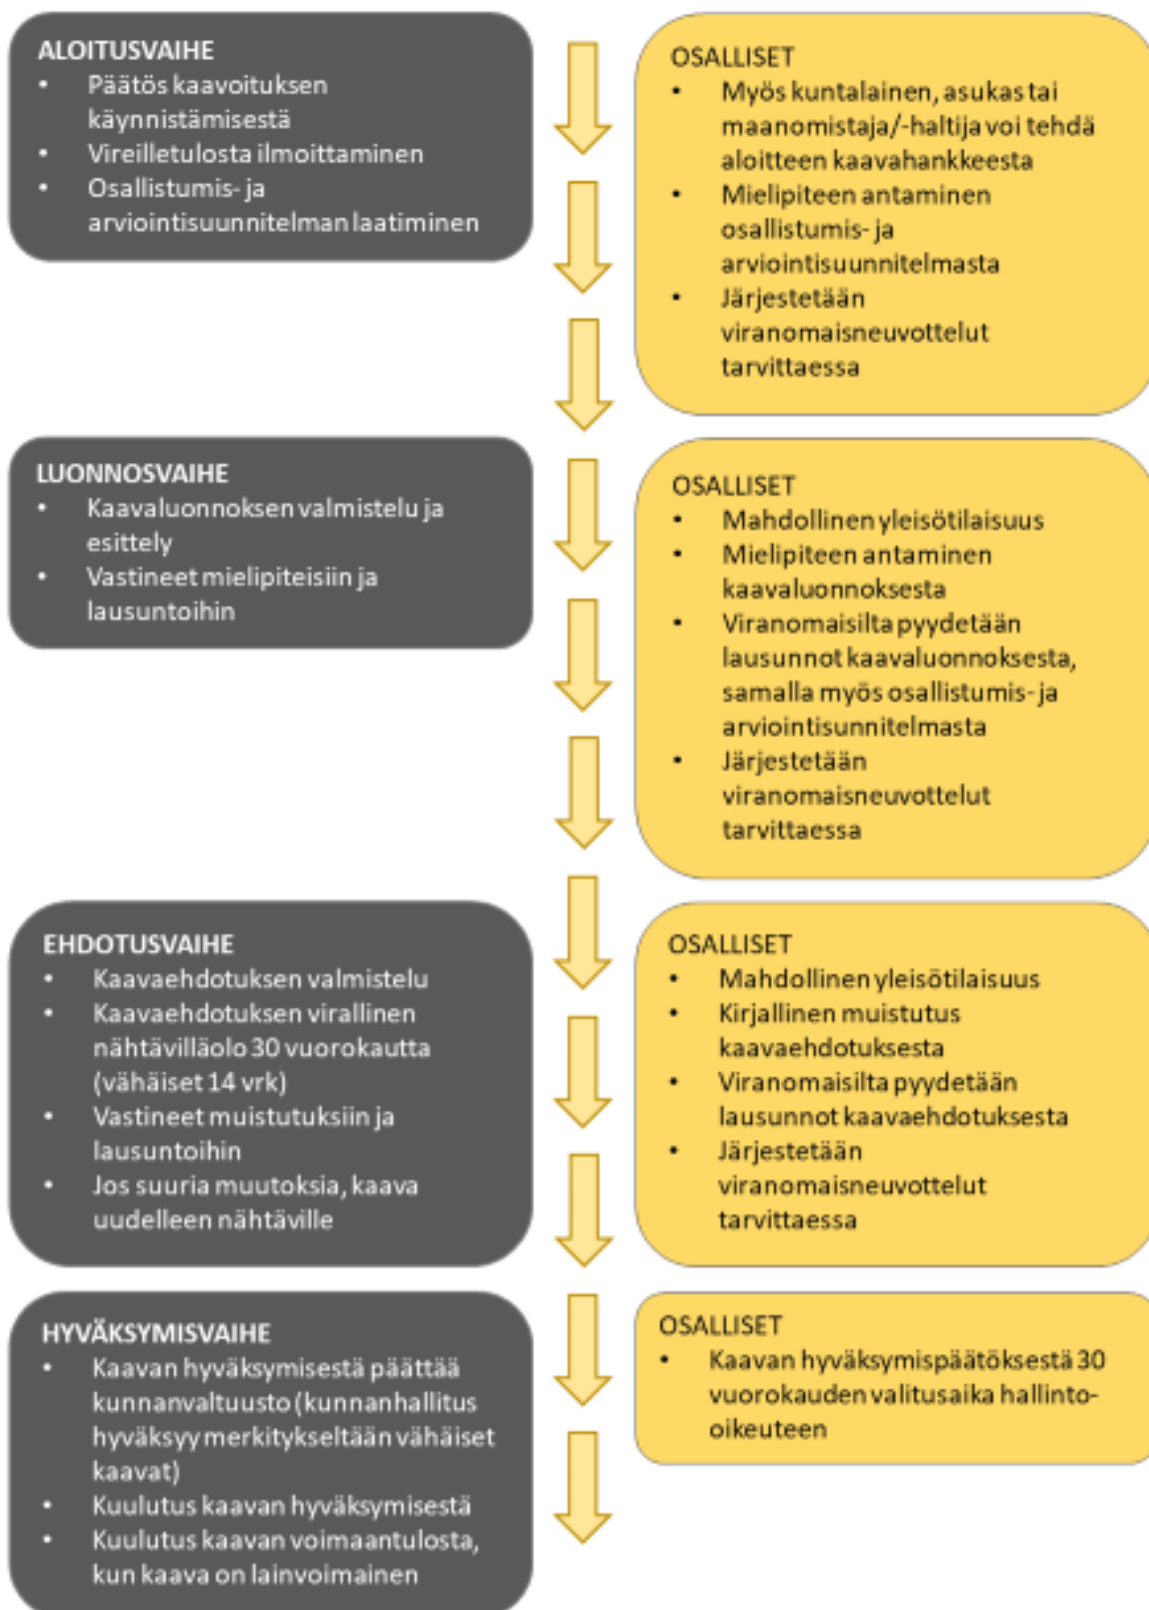 ALOITUSVAIHE
• Päätös kaavoituksen
käynnistämisestä
• Vireilletulosta ilmoittaminen
• Osallistumis- ja
arviointisuunnitelman laatiminen
OSALLISET
• Myös kuntalainen, asukas tai
maanomistaja/-haltija voi tehdä
aloitteen kaavahankkeesta
• Mielipiteen antaminen
osallistumis- ja
arviointisuunnitelmasta
• Järjestetään
viranomaisneuvottelut
tarvittaessa
LUONNOSVAIHE
• Kaavaluonnoksen valmistelu ja
esittely
• Vastineet mielipiteisiin ja
lausuntoihin
OSALLISET
• Mahdollinen yleisötilaisuus
• Mielipiteen antaminen
kaavaluonnoksesta
• Viranomaisilta pyydetään
lausunnot kaavaluonnoksesta,
samalla myös osallistumis- ja
arviointisunnitelmasta
• Järjestetään
viranomaisneuvottelut
tarvittaessa
EHDOTUSVAIHE
• Kaavaehdotuksen valmistelu
• Kaavaehdotuksen virallinen
nähtävilläolo 30 vuorokautta
(vähäiset 14 vrk)
• Vastineet muistutuksiin ja
lausuntoihin
• Jos suuria muutoksia, kaava
uudelleen nähtäville
OSALLISET
• Mahdollinen yleisötilaisuus
• Kirjallinen muistutus
kaavaehdotuksesta
• Viranomaisilta pyydetään
lausunnot kaavaehdotuksesta
• Järjestetään
viranomaisneuvottelut
tarvittaessa
HYVÄKSYMISVAIHE
• Kaavan hyväksymisestä päättää
kunnanvaltuusto (kunnanhallitus
hyväksyy merkitykseltään vähäiset
kaavat)
• Kuulutus kaavan hyväksymisestä
• Kuulutus kaavan voimaantulosta,
kun kaava on lainvoimainen
OSALLISET
• Kaavan hyväksymispäätöksestä 30
vuorokauden valitusaika hallinto-
oikeuteen